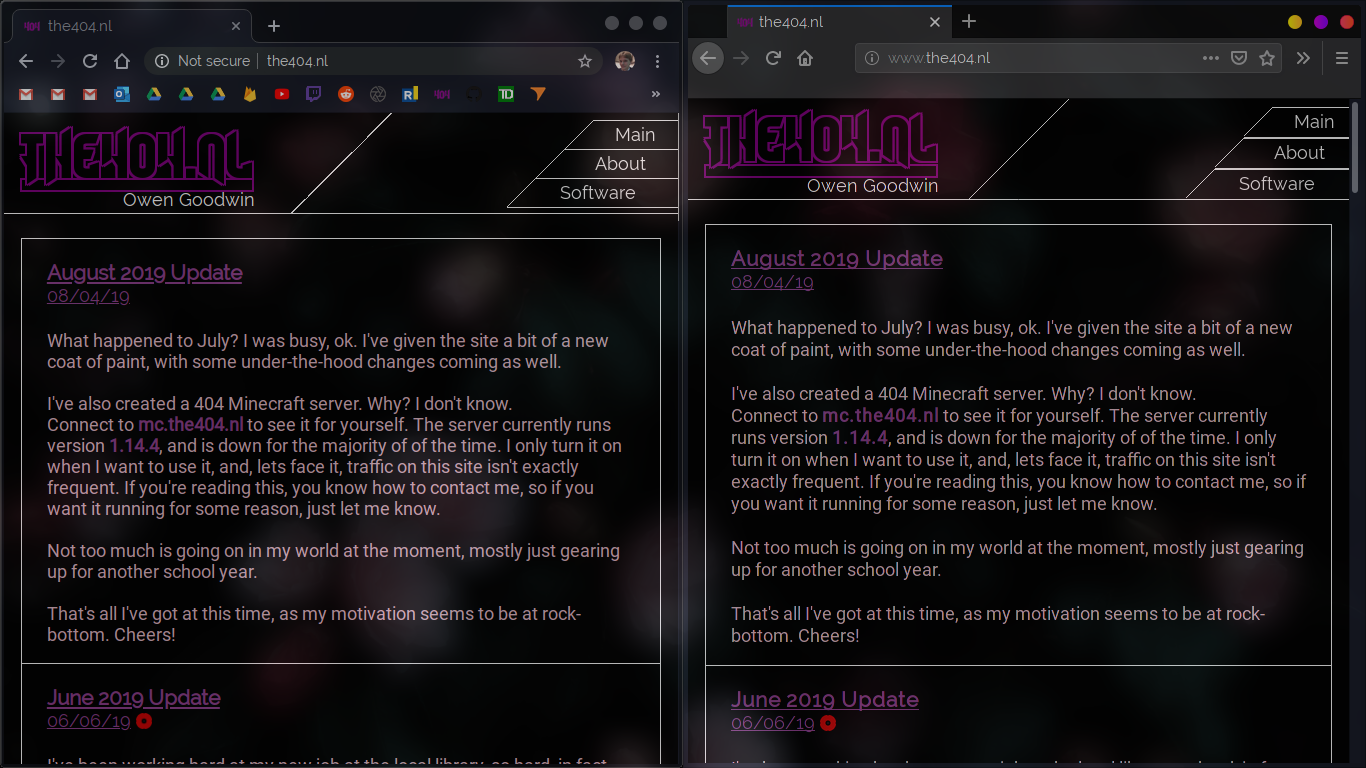 the404.nl
Not secure
the404.nl
THE404.NL
Owen Goodwin
Main
About
Software
August 2019 Update
08/04/19
What happened to July? I was busy, ok. I've given the site a bit of a new
coat of paint, with some under-the-hood changes coming as well.
I've also created a 404 Minecraft server. Why? I don't know.
Connect to mc.the404.nl to see it for yourself. The server currently runs
version 1.14.4, and is down for the majority of of the time. I only turn it on
when I want to use it, and, lets face it, traffic on this site isn't exactly
frequent. If you're reading this, you know how to contact me, so if you
want it running for some reason, just let me know.
Not too much is going on in my world at the moment, mostly just gearing
up for another school year.
That's all I've got at this time, as my motivation seems to be at rock-
bottom. Cheers!
June 2019 Update
06/06/19
I've been working hard at my new job at the local library, so hard, in fact
the404.nl
www.the404.nl
THE404.NL
Owen Goodwin
Main
About
Software
August 2019 Update
08/04/19
What happened to July? I was busy, ok. I've given the site a bit of a new
coat of paint, with some under-the-hood changes coming as well.
I've also created a 404 Minecraft server. Why? I don't know.
Connect to mc.the404.nl to see it for yourself. The server currently
runs version 1.14.4, and is down for the majority of of the time. I only
turn it on when I want to use it, and, lets face it, traffic on this site isn't
exactly frequent. If you're reading this, you know how to contact me, so if
you want it running for some reason, just let me know.
Not too much is going on in my world at the moment, mostly just gearing
up for another school year.
That's all I've got at this time, as my motivation seems to be at rock-
bottom. Cheers!
June 2019 Update
06/06/19